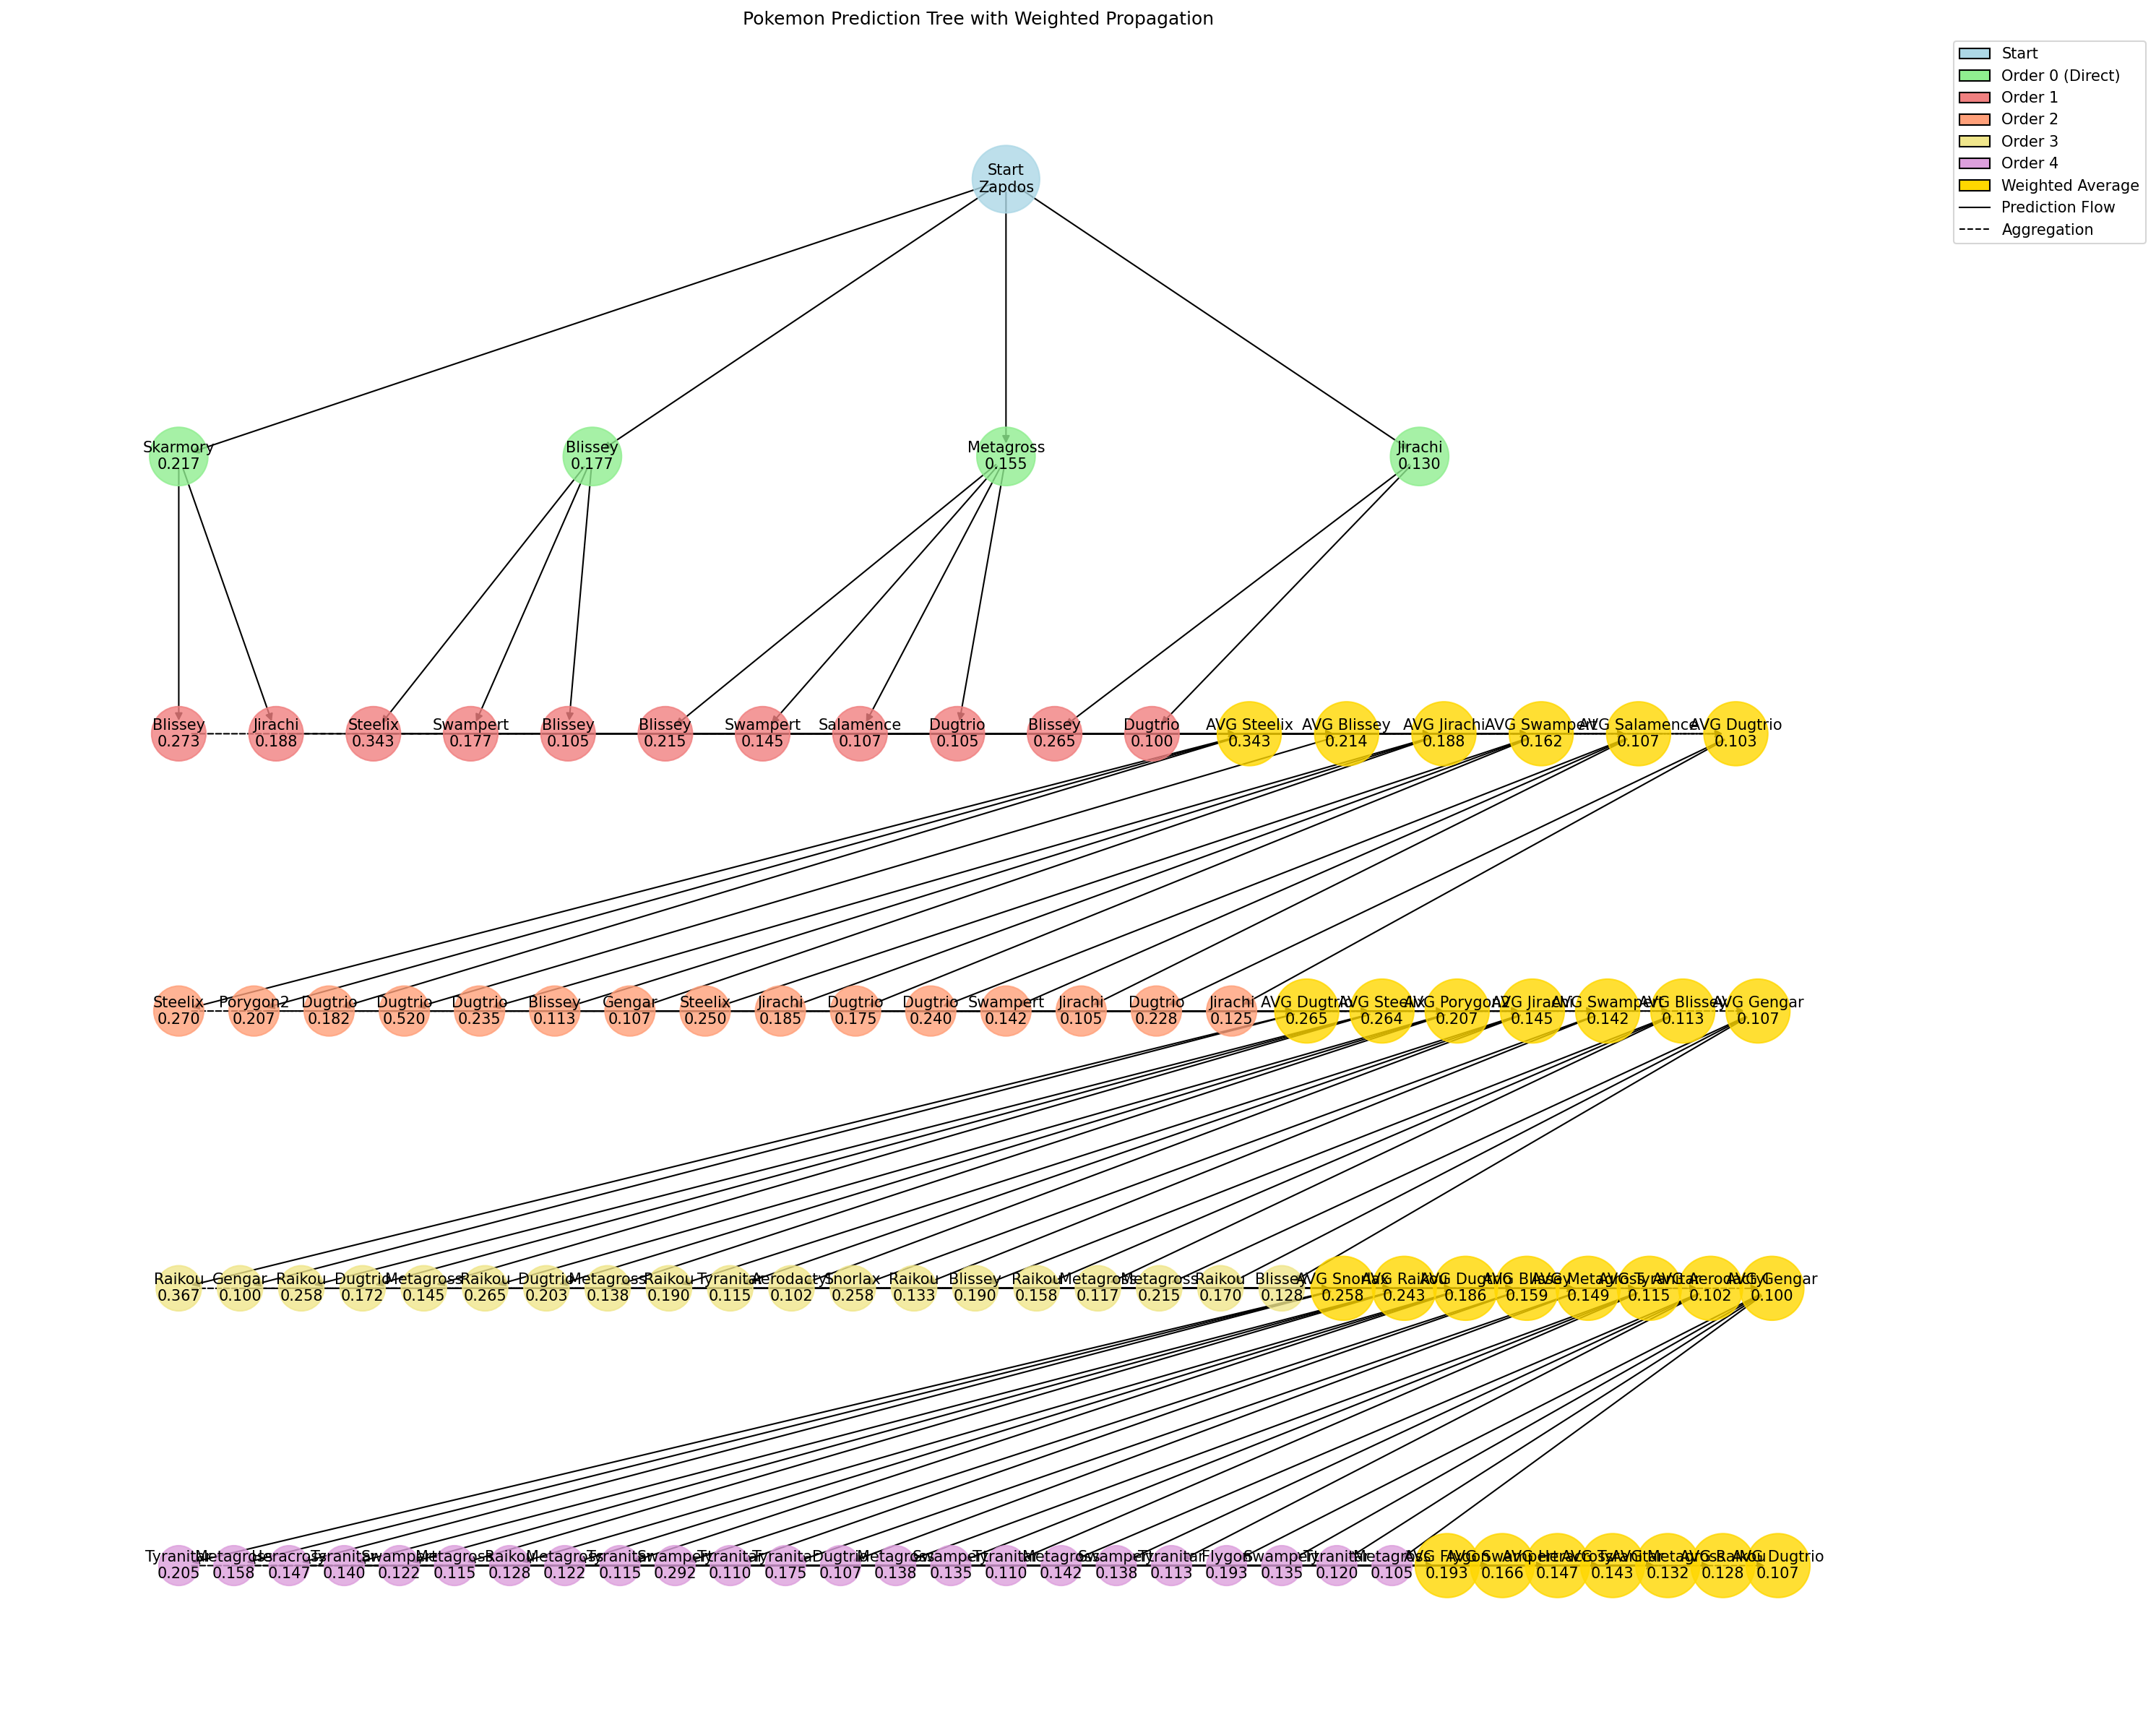 Pokemon Prediction Tree with Weighted Propagation
Start
Order 0 (Direct)
Order 1
Order 2
Order 3
Order 4
Weighted Average
Prediction Flow
Aggregation
Start
Zapdos
Skarmory
0.217
Blissey
0.177
Metagross
0.155
Jirachi
0.130
Blissey
0.273
Jirachi
0.188
Steelix
0.343
Swampert
0.177
Blissey
0.105
Blissey
0.215
Swampert
0.145
Salamence
0.107
Dugtrio
0.105
Blissey
0.265
Dugtrio
0.100
AVG Steelix
0.343
AVG Blissey
0.214
AVG Jirachi
0.188
AVG Swampert
0.162
AVG Salamence
0.107
AVG Dugtrio
0.103
Steelix
0.270
Porygon2
0.207
Dugtrio
0.182
Dugtrio
0.520
Dugtrio
0.235
Blissey
0.113
Gengar
0.107
Steelix
0.250
Jirachi
0.185
Dugtrio
0.175
Dugtrio
0.240
Swampert
0.142
Jirachi
0.105
Dugtrio
0.228
Jirachi
0.125
AVG Dugtrio
0.265
AVG Steelix
0.264
AVG Porygon2
0.207
AVG Jirachi
0.145
AVG Swampert
0.142
AVG Blissey
0.113
AVG Gengar
0.107
Raikou
0.367
Gengar
0.100
Raikou
0.258
Dugtrio
0.172
Metagross
0.145
Raikou
0.265
Dugtrio
0.203
Metagross
0.138
Raikou
0.190
Tyranitar
0.115
Aerodactyl
0.102
Snorlax
0.258
Raikou
0.133
Blissey
0.190
Raikou
0.158
Metagross
0.117
Metagross
0.215
Raikou
0.170
Blissey
0.128
AVG Snorlax
0.258
AVG Raikou
0.243
AVG Dugtrio
0.186
AVG Blissey
0.159
AVG Metagross
0.149
AVG Tyranitar
0.115
AVG Aerodactyl
0.102
AVG Gengar
0.100
Tyranitar
0.205
Metagross
0.158
Heracross
0.147
Tyranitar
0.140
Swampert
0.122
Metagross
0.115
Raikou
0.128
Metagross
0.122
Tyranitar
0.115
Swampert
0.292
Tyranitar
0.110
Tyranitar
0.175
Dugtrio
0.107
Metagross
0.138
Swampert
0.135
Tyranitar
0.110
Metagross
0.142
Swampert
0.138
Tyranitar
0.113
Flygon
0.193
Swampert
0.135
Tyranitar
0.120
Metagross
0.105
AVG Flygon
0.193
AVG Swampert
0.166
AVG Heracross
0.147
AVG Tyranitar
0.143
AVG Metagross
0.132
AVG Raikou
0.128
AVG Dugtrio
0.107